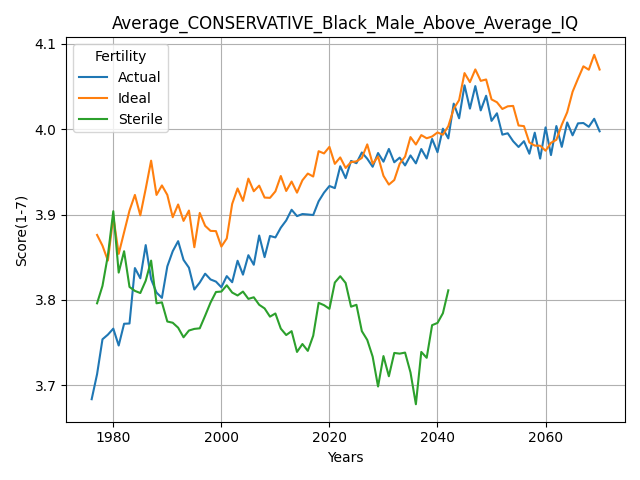 Average_CONSERVATIVE_Black_Male_Above_Average_IQ
Fertility
Actual
Ideal
Sterile
Score(1-7)
4.1
4.0
3.9
3.8
3.7
1980 2000 2020 2040 2060
Years